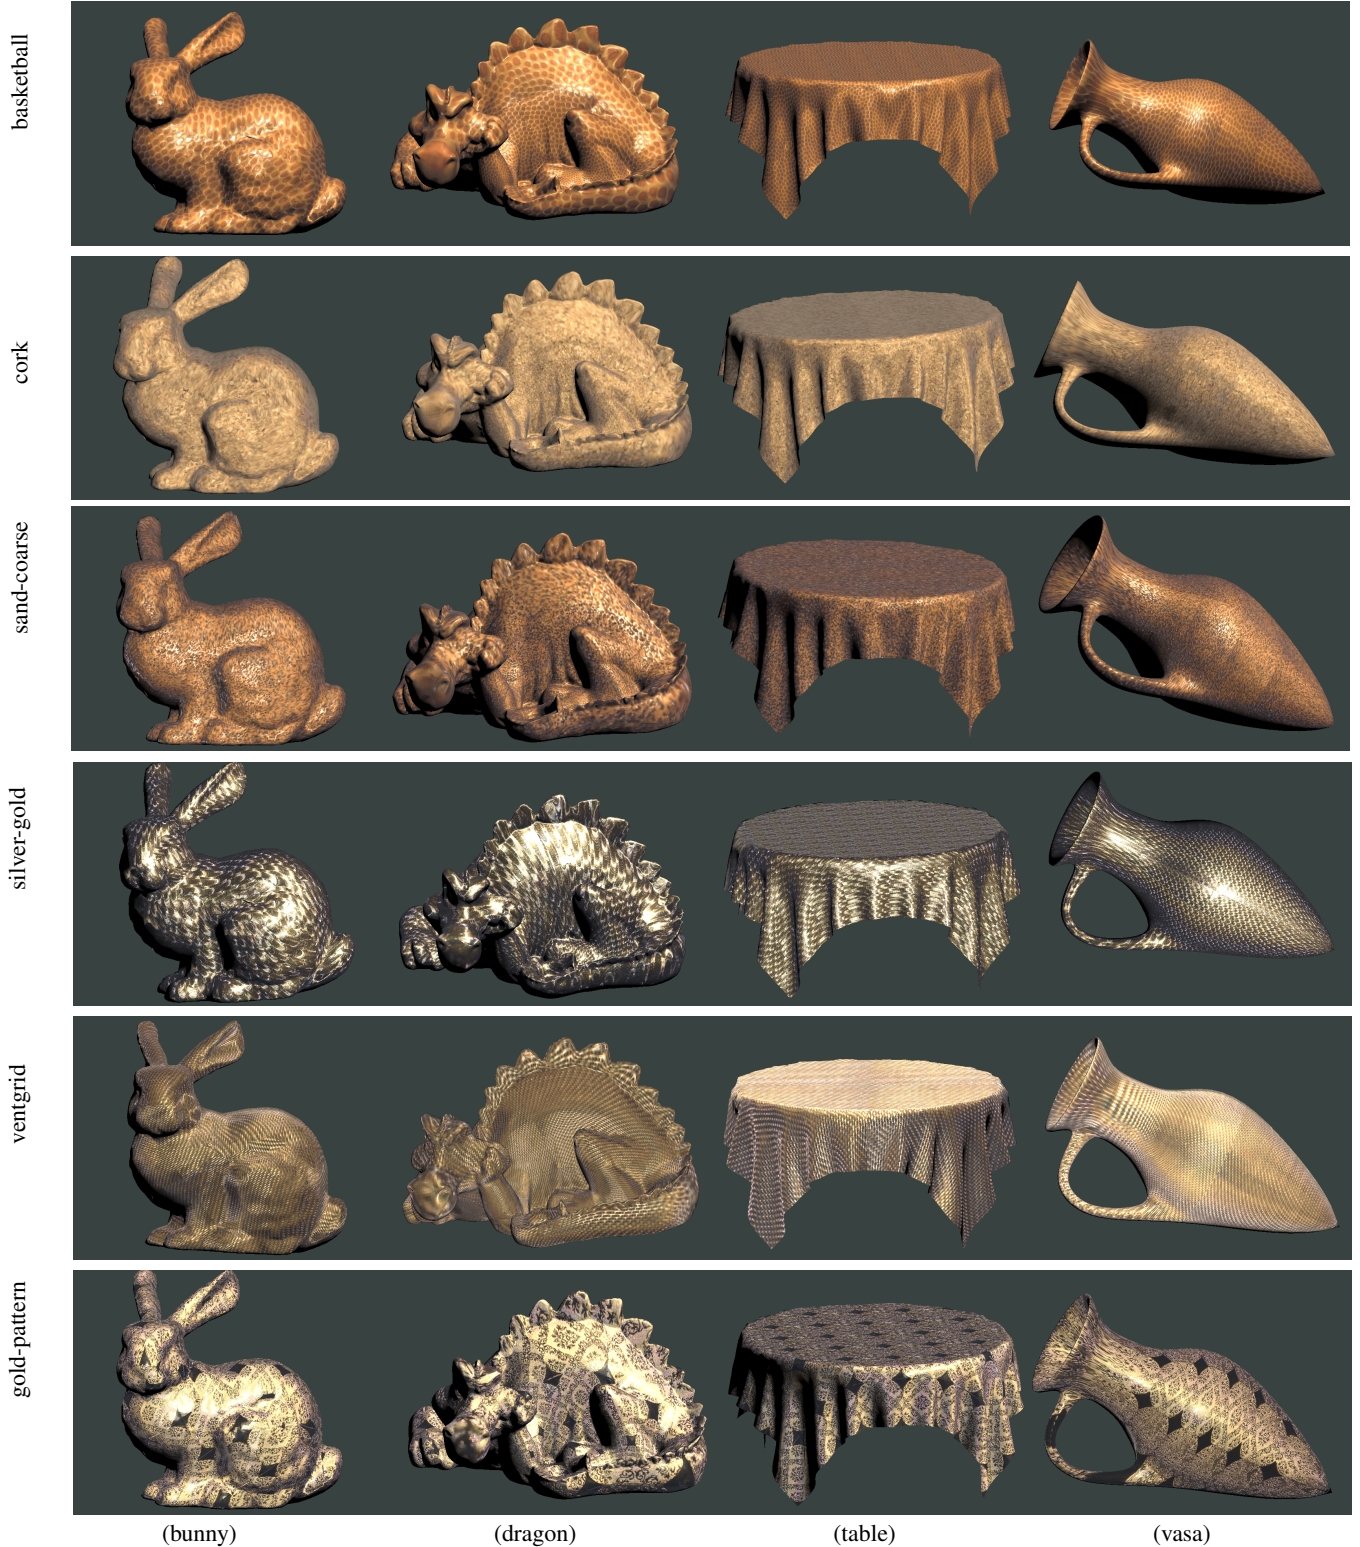 basketball
cork
sand-coarse
silver-gold
ventgrid
gold-pattern
(bunny)
(dragon)
(table)
(vasa)